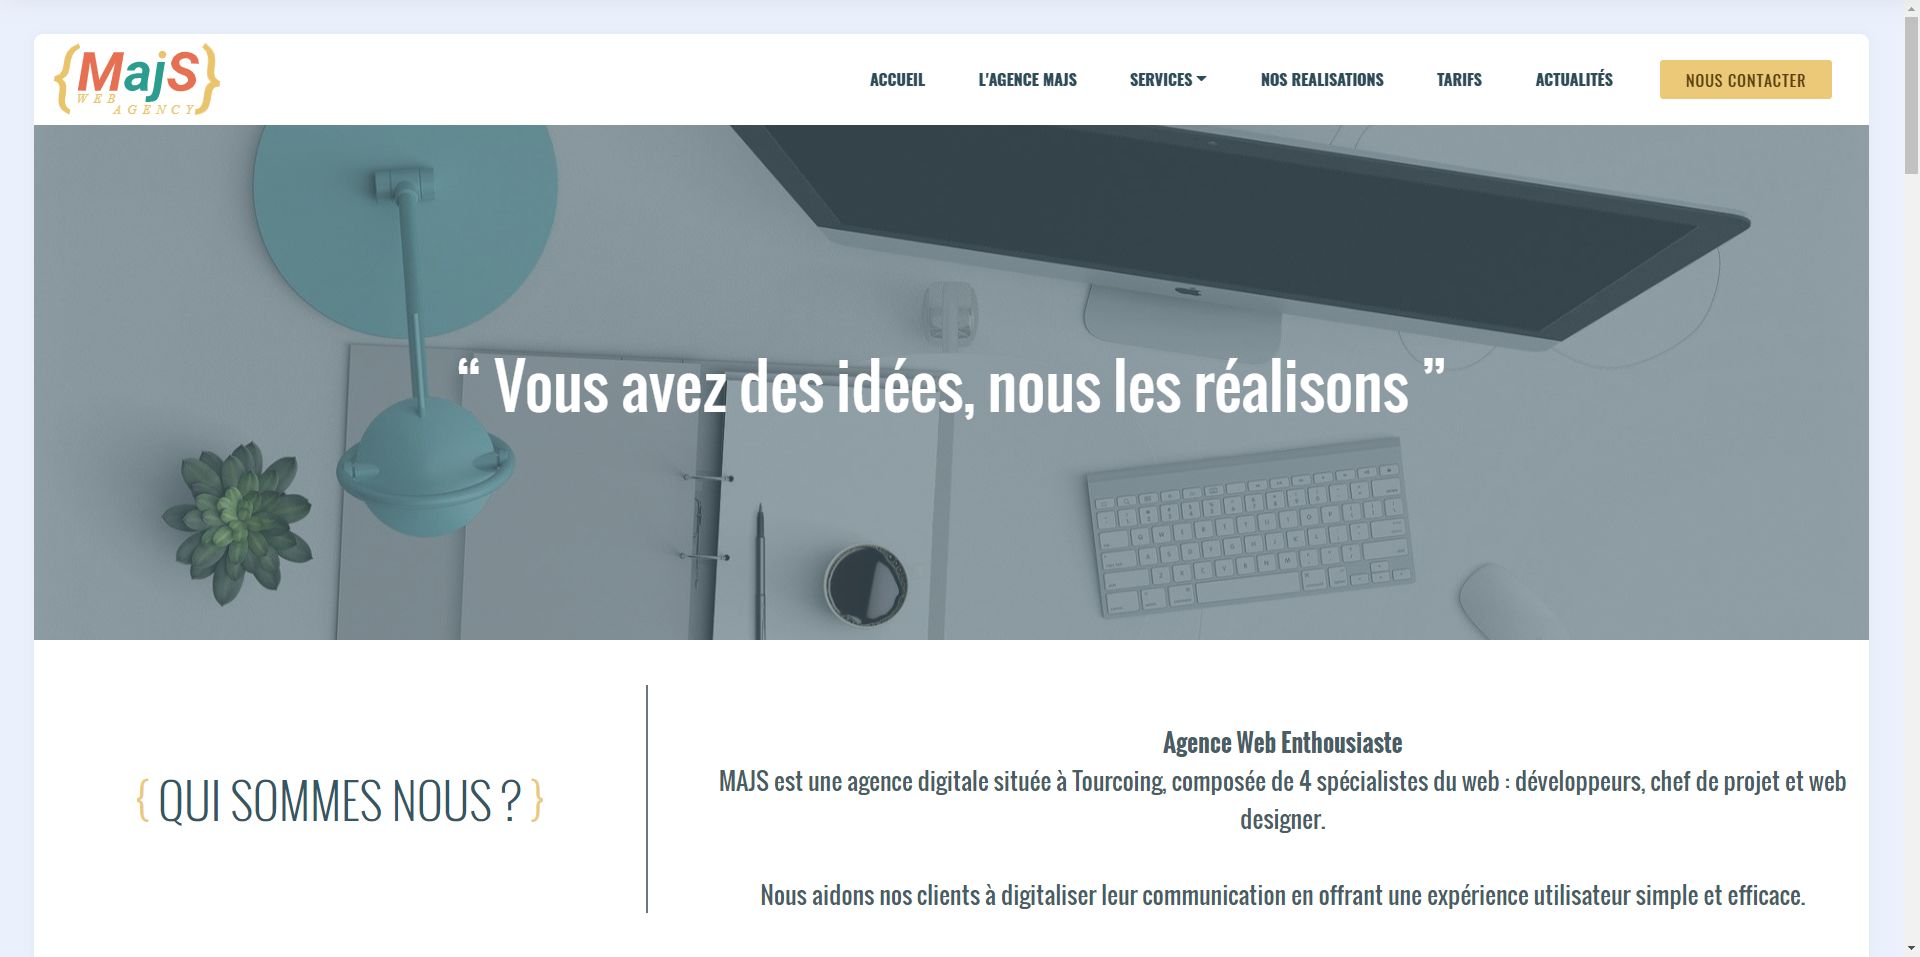 {MajS}
WEB
AGENCY
ACCUEIL L'AGENCE MAJS SERVICES NOS REALISATIONS TARIFS ACTUALITÉS NOUS CONTACTER
“ Vous avez des idées, nous les réalisons ”
{ QUI SOMMES NOUS ? }
Agence Web Enthousiaste
MAJS est une agence digitale située à Tourcoing, composée de 4 spécialistes du web : développeurs, chef de projet et web
designer.
Nous aidons nos clients à digitaliser leur communication en offrant une expérience utilisateur simple et efficace.